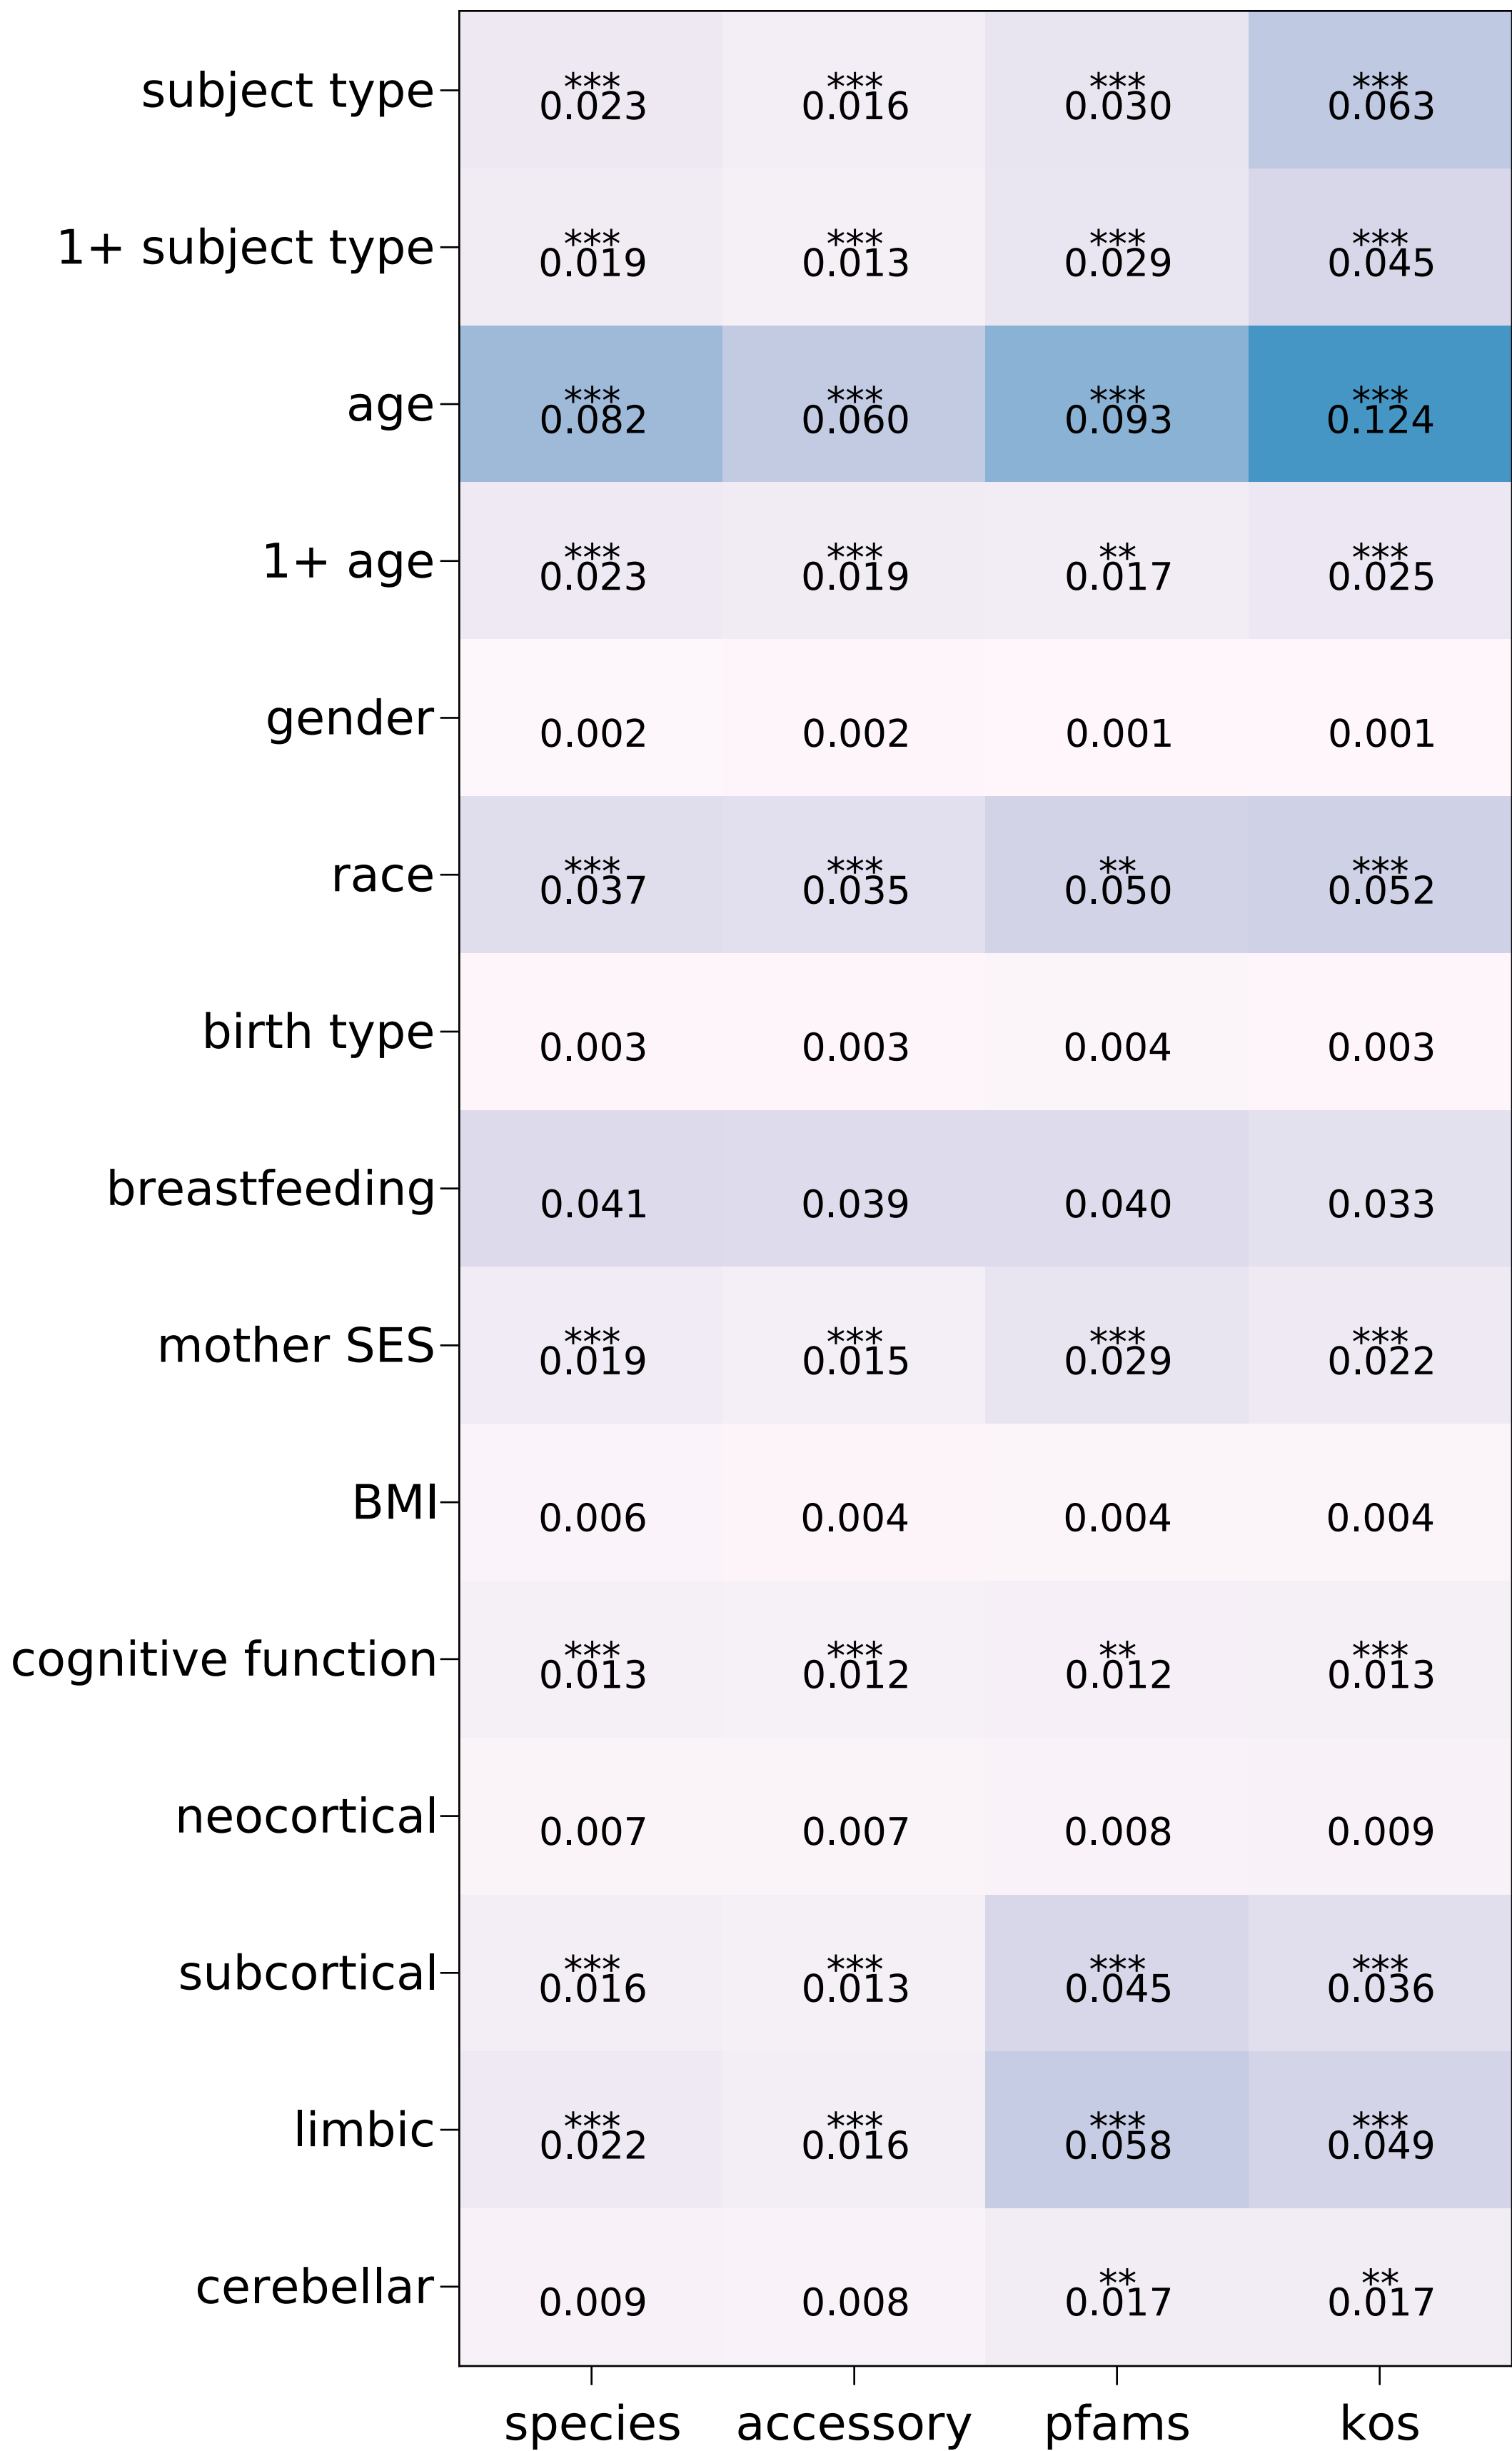 subject type *** *** *** ***
0.023 0.016 0.030 0.063
1+ subject type *** *** *** ***
0.019 0.013 0.029 0.045
age *** *** *** ***
0.082 0.060 0.093 0.124
1+ age *** *** ** ***
0.023 0.019 0.017 0.025
gender 0.002 0.002 0.001 0.001
race *** *** ** ***
0.037 0.035 0.050 0.052
birth type 0.003 0.003 0.004 0.003
breastfeeding 0.041 0.039 0.040 0.033
mother SES *** *** *** ***
0.019 0.015 0.029 0.022
BMI 0.006 0.004 0.004 0.004
cognitive function *** *** ** ***
0.013 0.012 0.012 0.013
neocortical 0.007 0.007 0.008 0.009
subcortical *** *** *** ***
0.016 0.013 0.045 0.036
limbic *** *** *** ***
0.022 0.016 0.058 0.049
cerebellar ** **
0.009 0.008 0.017 0.017
species accessory pfams kos